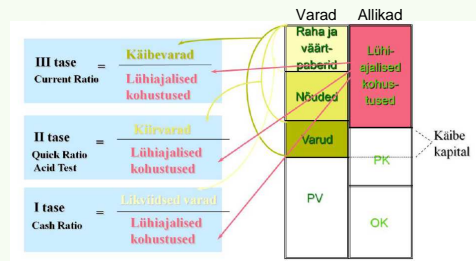 Varad Allikad
III tase = Käibevarad
Current Ratio
Lühiajalised
kohustused
II tase = Kiirvarad
Quick Ratio
Acid Test
Lühiajalised
kohustused
I tase = Likviidsed varad
Cash Ratio
Lühiajalised
kohustused
Raha ja
väärt-
paberid
Nõuded
Varud
PV
Lühi-
ajalised
kohus-
tused
PK
OK
Käibe
kapital